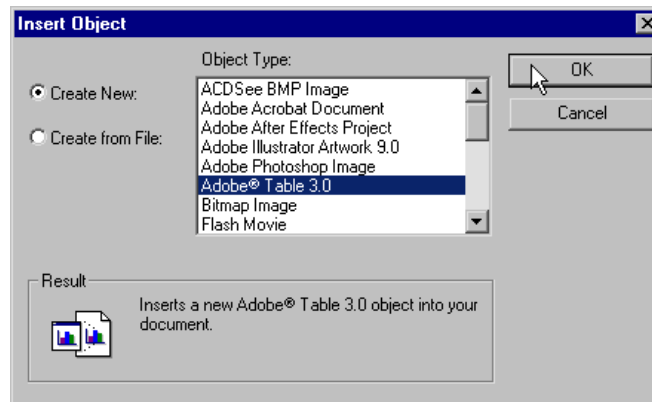 Insert Object
Object Type:
Create New:
Create from File:
ACDSee BMP Image
Adobe Acrobat Document
Adobe After Effects Project
Adobe Illustrator Artwork 9.0
Adobe Photoshop Image
Adobe® Table 3.0
Bitmap Image
Flash Movie
OK
Cancel
Result
Inserts a new Adobe® Table 3.0 object into your
document.